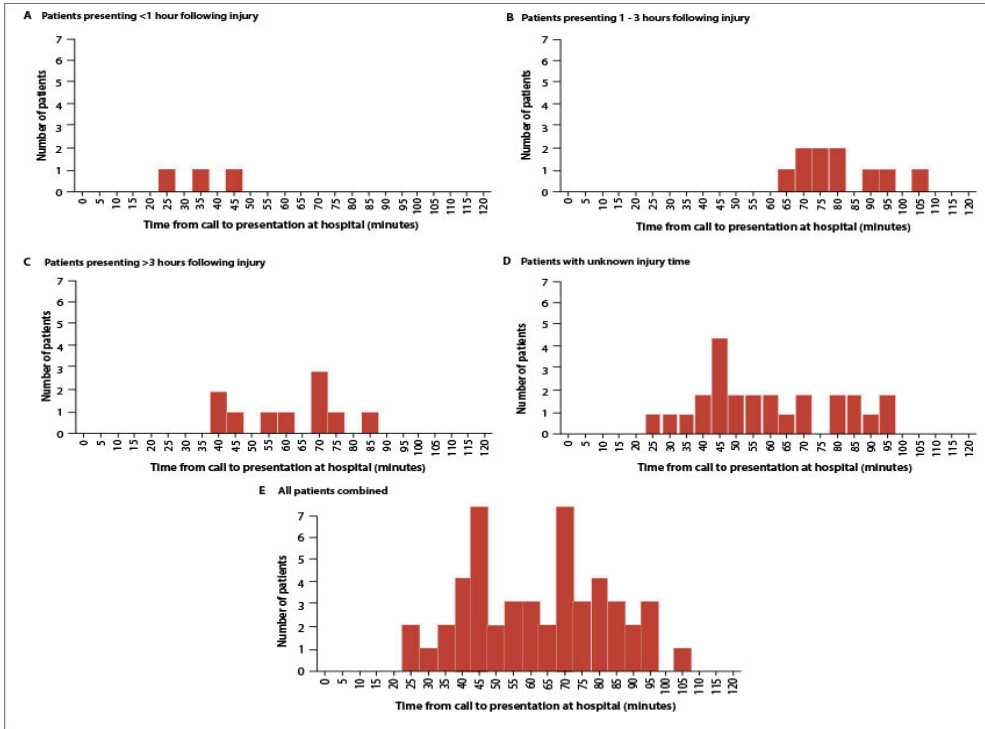 A Patients presenting <1 hour following injury
7
6
5
4
3
2
1
0
Number of patients
0 5 10 15 20 25 30 35 40 45 50 55 60 65 70 75 80 85 90 95 100 105 110 115 120
Time from call to presentation at hospital (minutes)
B Patients presenting 1 - 3 hours following injury
7
6
5
4
3
2
1
0
Number of patients
0 5 10 15 20 25 30 35 40 45 50 55 60 65 70 75 80 85 90 95 100 105 110 115 120
Time from call to presentation at hospital (minutes)
C Patients presenting >3 hours following injury
7
6
5
4
3
2
1
0
Number of patients
0 5 10 15 20 25 30 35 40 45 50 55 60 65 70 75 80 85 90 95 100 105 110 115 120
Time from call to presentation at hospital (minutes)
D Patients with unknown injury time
7
6
5
4
3
2
1
0
Number of patients
0 5 10 15 20 25 30 35 40 45 50 55 60 65 70 75 80 85 90 95 100 105 110 115 120
Time from call to presentation at hospital (minutes)
E All patients combined
7
6
5
4
3
2
1
0
Number of patients
0 5 10 15 20 25 30 35 40 45 50 55 60 65 70 75 80 85 90 95 100 105 110 115 120
Time from call to presentation at hospital (minutes)